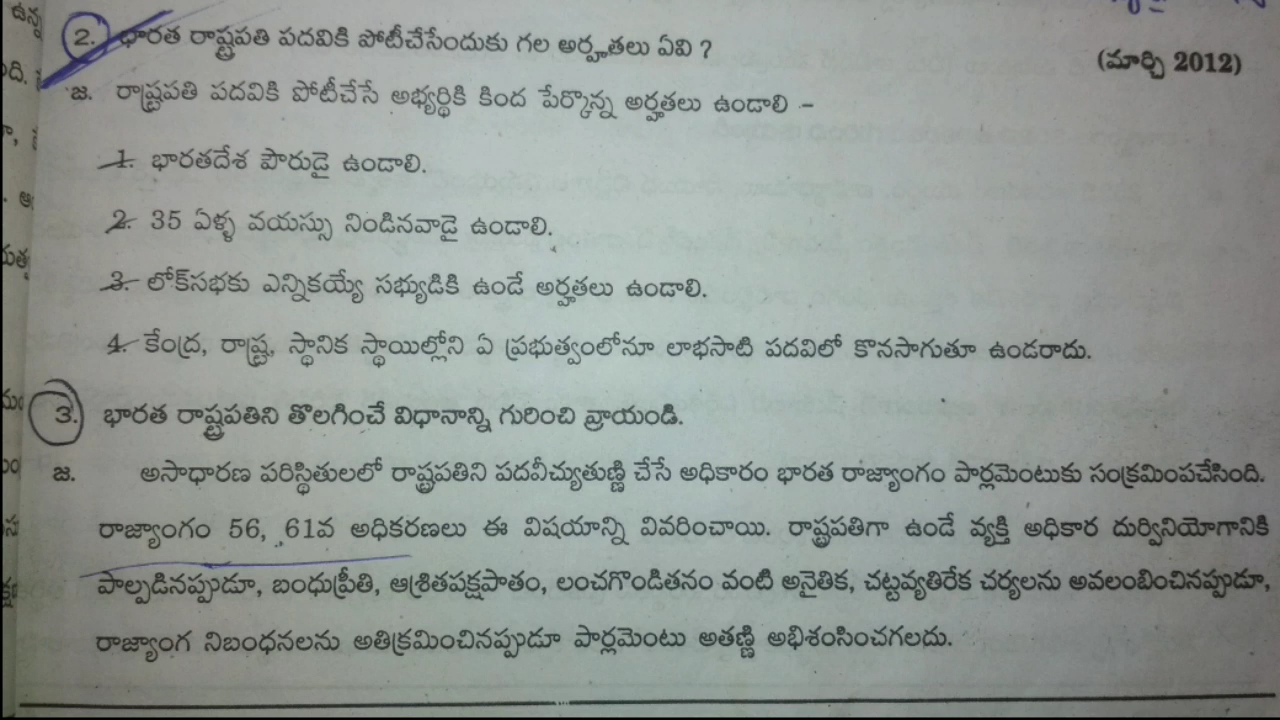 2. భారత రాష్ట్రపతి పదవికి పోటీచేసేందుకు గల అర్హతలు ఏవి ?
(మార్చి 2012)
జ. రాష్ట్రపతి పదవికి పోటీచేసే అభ్యర్థికి కింద పేర్కొన్న అర్హతలు ఉండాలి –
1. భారతదేశ పౌరుడై ఉండాలి.
2. 35 ఏళ్ళ వయస్సు నిండినవాడై ఉండాలి.
3. లోక్‌సభకు ఎన్నికయ్యే సభ్యుడికి ఉండే అర్హతలు ఉండాలి.
4. కేంద్ర, రాష్ట్ర, స్థానిక స్థాయిల్లోని ఏ ప్రభుత్వంలోనూ లాభసాటి పదవిలో కొనసాగుతూ ఉండరాదు.
3. భారత రాష్ట్రపతిని తొలగించే విధానాన్ని గురించి వ్రాయండి.
జ. అసాధారణ పరిస్థితులలో రాష్ట్రపతిని పదవీచ్యుతుణ్ణి చేసే అధికారం భారత రాజ్యాంగం పార్లమెంటుకు సంక్రమింపచేసింది.
రాజ్యాంగం 56, 61వ అధికరణలు ఈ విషయాన్ని వివరించాయి. రాష్ట్రపతిగా ఉండే వ్యక్తి అధికార దుర్వినియోగానికి
పాల్పడినప్పుడూ, బంధుప్రీతి, ఆశ్రితపక్షపాతం, లంచగొండితనం వంటి అనైతిక, చట్టవ్యతిరేక చర్యలను అవలంబించినప్పుడూ,
రాజ్యాంగ నిబంధనలను అతిక్రమించినప్పుడూ పార్లమెంటు అతణ్ణి అభిశంసించగలదు.